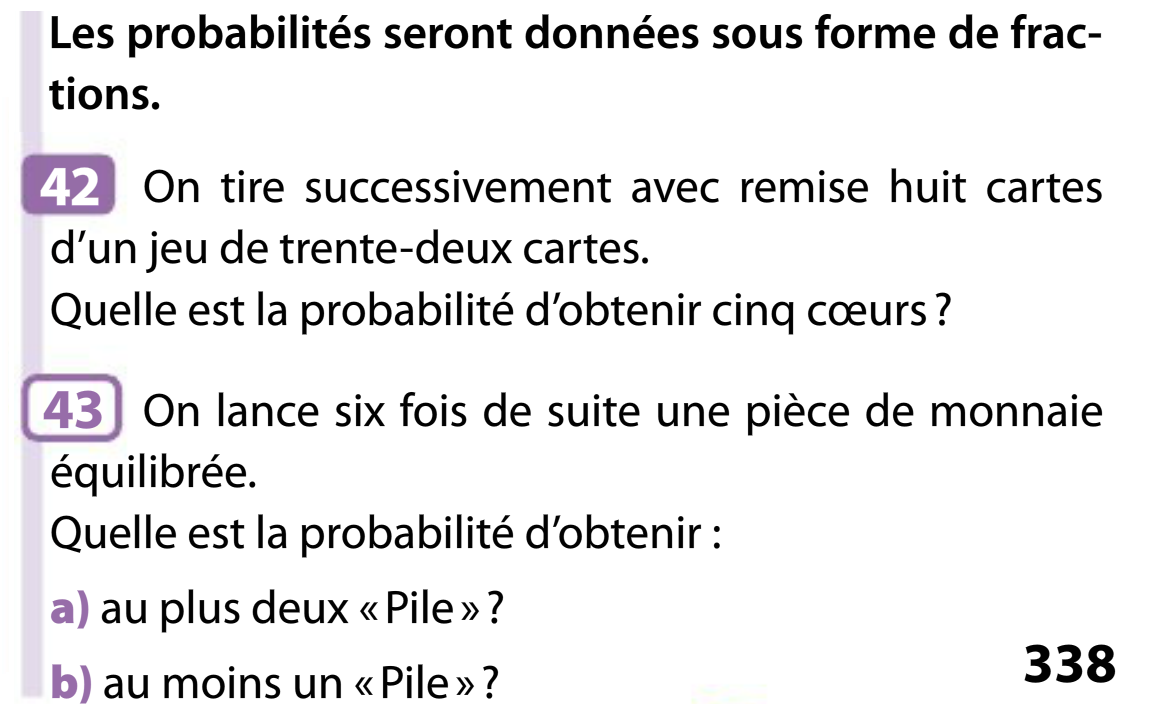 Les probabilités seront données sous forme de frac-
tions.
42 On tire successivement avec remise huit cartes
d’un jeu de trente-deux cartes.
Quelle est la probabilité d’obtenir cinq cœurs ?
43 On lance six fois de suite une pièce de monnaie
équilibrée.
Quelle est la probabilité d’obtenir :
a) au plus deux « Pile » ?
b) au moins un « Pile » ?
338